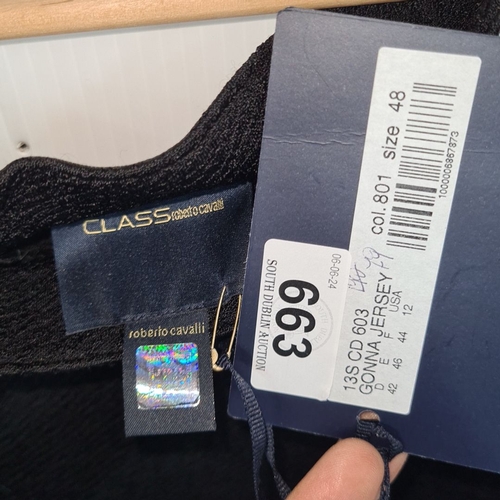 CLASS roberto cavalli
roberto cavalli
col.801 size 48
1000006867873
13S CD 603
GONNA JERSEY
D E F USA
42 46 44 12
06-06-24
663
SOUTH DUBLIN AUCTION